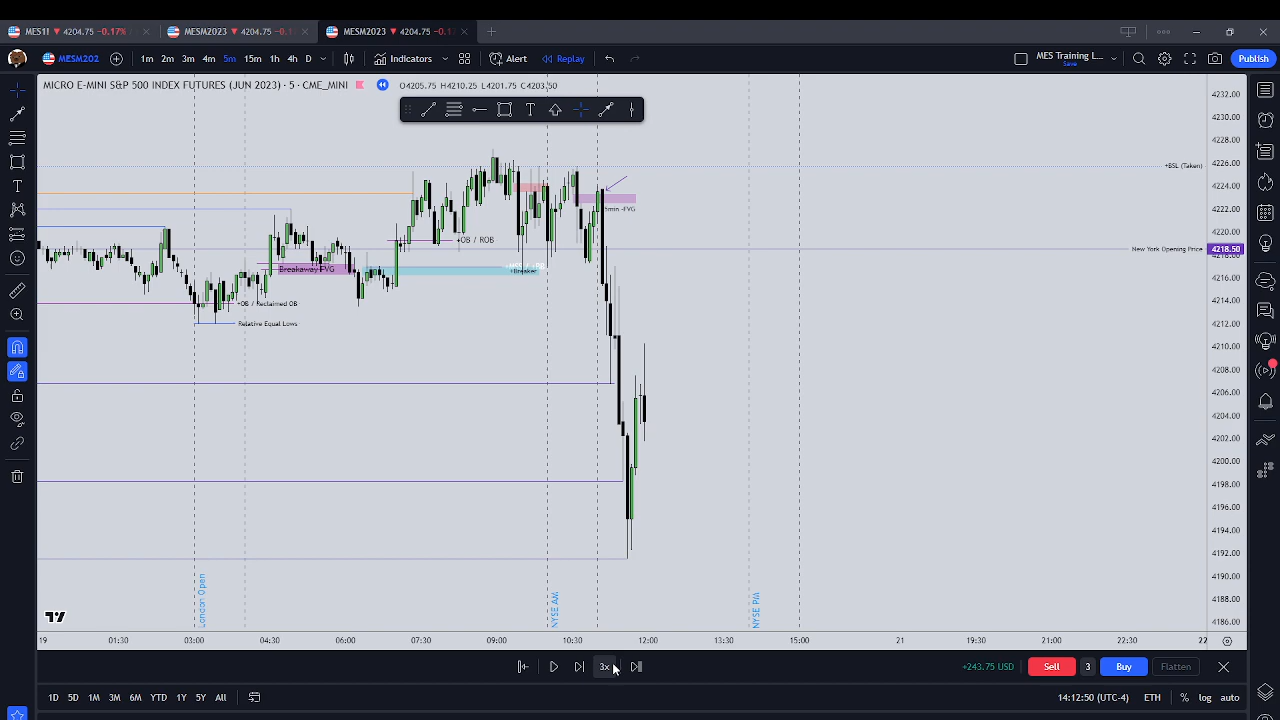 MES11 ▼ 4204.75 −0.17%
MESM2023 ▼ 4204.75
MESM2023 ▼ 4204.75
MESM202 1m 2m 3m 4m 5m 15m 1h 4h D Indicators Alert Replay MES Training I... Save Publish
MICRO E-MINI S&P 500 INDEX FUTURES (JUN 2023) · 5 · CME_MINI O4205.75 H4210.25 L4201.75 C4203.50
4232.00
4230.00
4228.00
4226.00
+BSL (Taken)
4224.00
4222.00
5min -FVG
4220.00
+OB / ROB
New York Opening Price 4218.50
Breakaway FVG
+Breaker
4216.00
4214.00
+OB / Reclaimed OB
Relative Equal Lows
4212.00
4210.00
4208.00
4206.00
4204.00
4202.00
4200.00
4198.00
4196.00
4194.00
4192.00
4190.00
4188.00
4186.00
London Open
NYSE AM
NYSE PM
19 01:30 03:00 04:30 06:00 07:30 09:00 10:30 12:00 13:30 15:00 21 19:30 21:00 22:30 22
3x +243.75 USD Sell 3 Buy Flatten
1D 5D 1M 3M 6M YTD 1Y 5Y All 14:12:50 (UTC-4) ETH % log auto